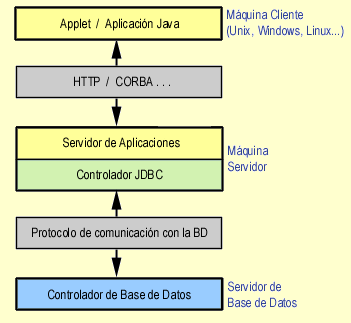 Applet / Aplicación Java
Máquina Cliente
(Unix, Windows, Linux...)
HTTP / CORBA . . .
Servidor de Aplicaciones
Controlador JDBC
Máquina
Servidor
Protocolo de comunicación con la BD
Controlador de Base de Datos
Servidor de
Base de Datos